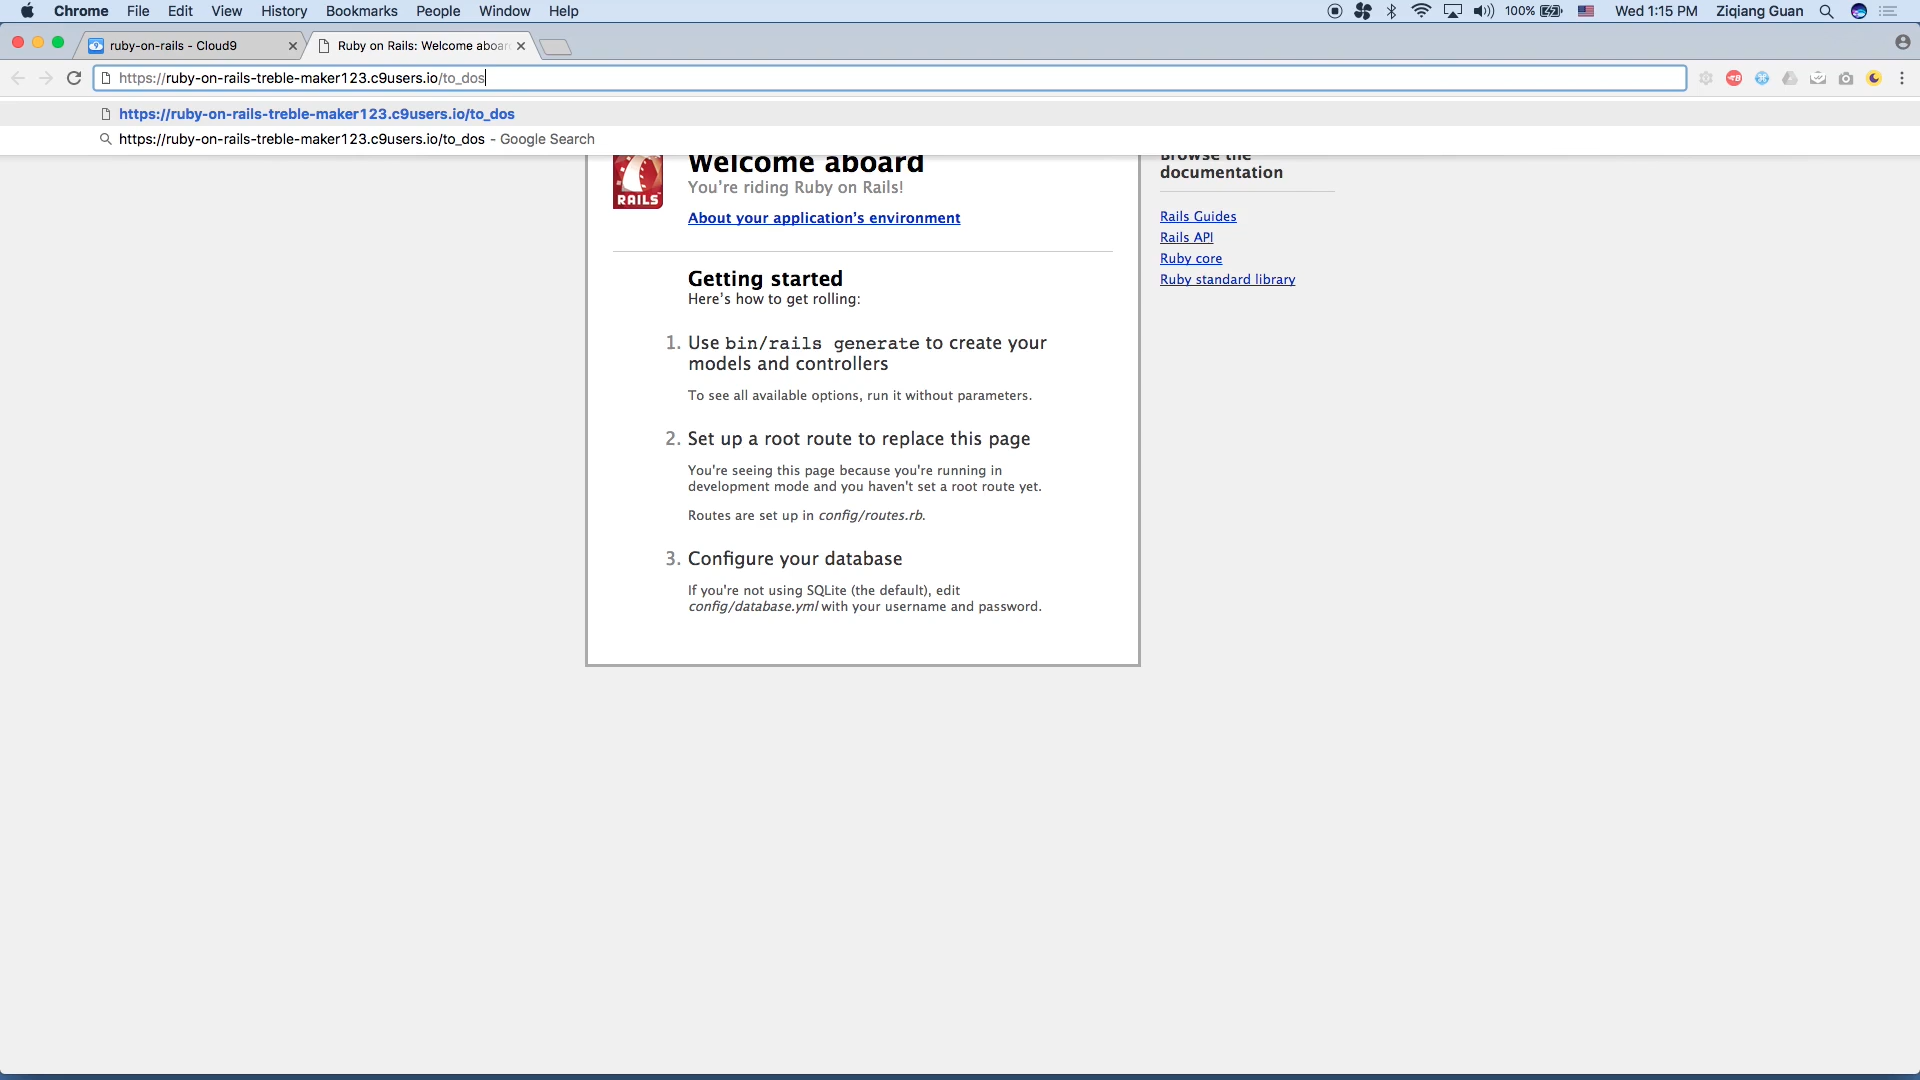 Chrome File Edit View History Bookmarks People Window Help 100% Wed 1:15 PM Ziqiang Guan
ruby-on-rails - Cloud9 Ruby on Rails: Welcome aboar
https://ruby-on-rails-treble-maker123.c9users.io/to_dos
https://ruby-on-rails-treble-maker123.c9users.io/to_dos
https://ruby-on-rails-treble-maker123.c9users.io/to_dos - Google Search
RAILS
Welcome aboard
You're riding Ruby on Rails!
About your application's environment
Getting started
Here's how to get rolling:
1. Use bin/rails generate to create your
models and controllers
To see all available options, run it without parameters.
2. Set up a root route to replace this page
You're seeing this page because you're running in
development mode and you haven't set a root route yet.
Routes are set up in config/routes.rb.
3. Configure your database
If you're not using SQLite (the default), edit
config/database.yml with your username and password.
Browse the
documentation
Rails Guides
Rails API
Ruby core
Ruby standard library